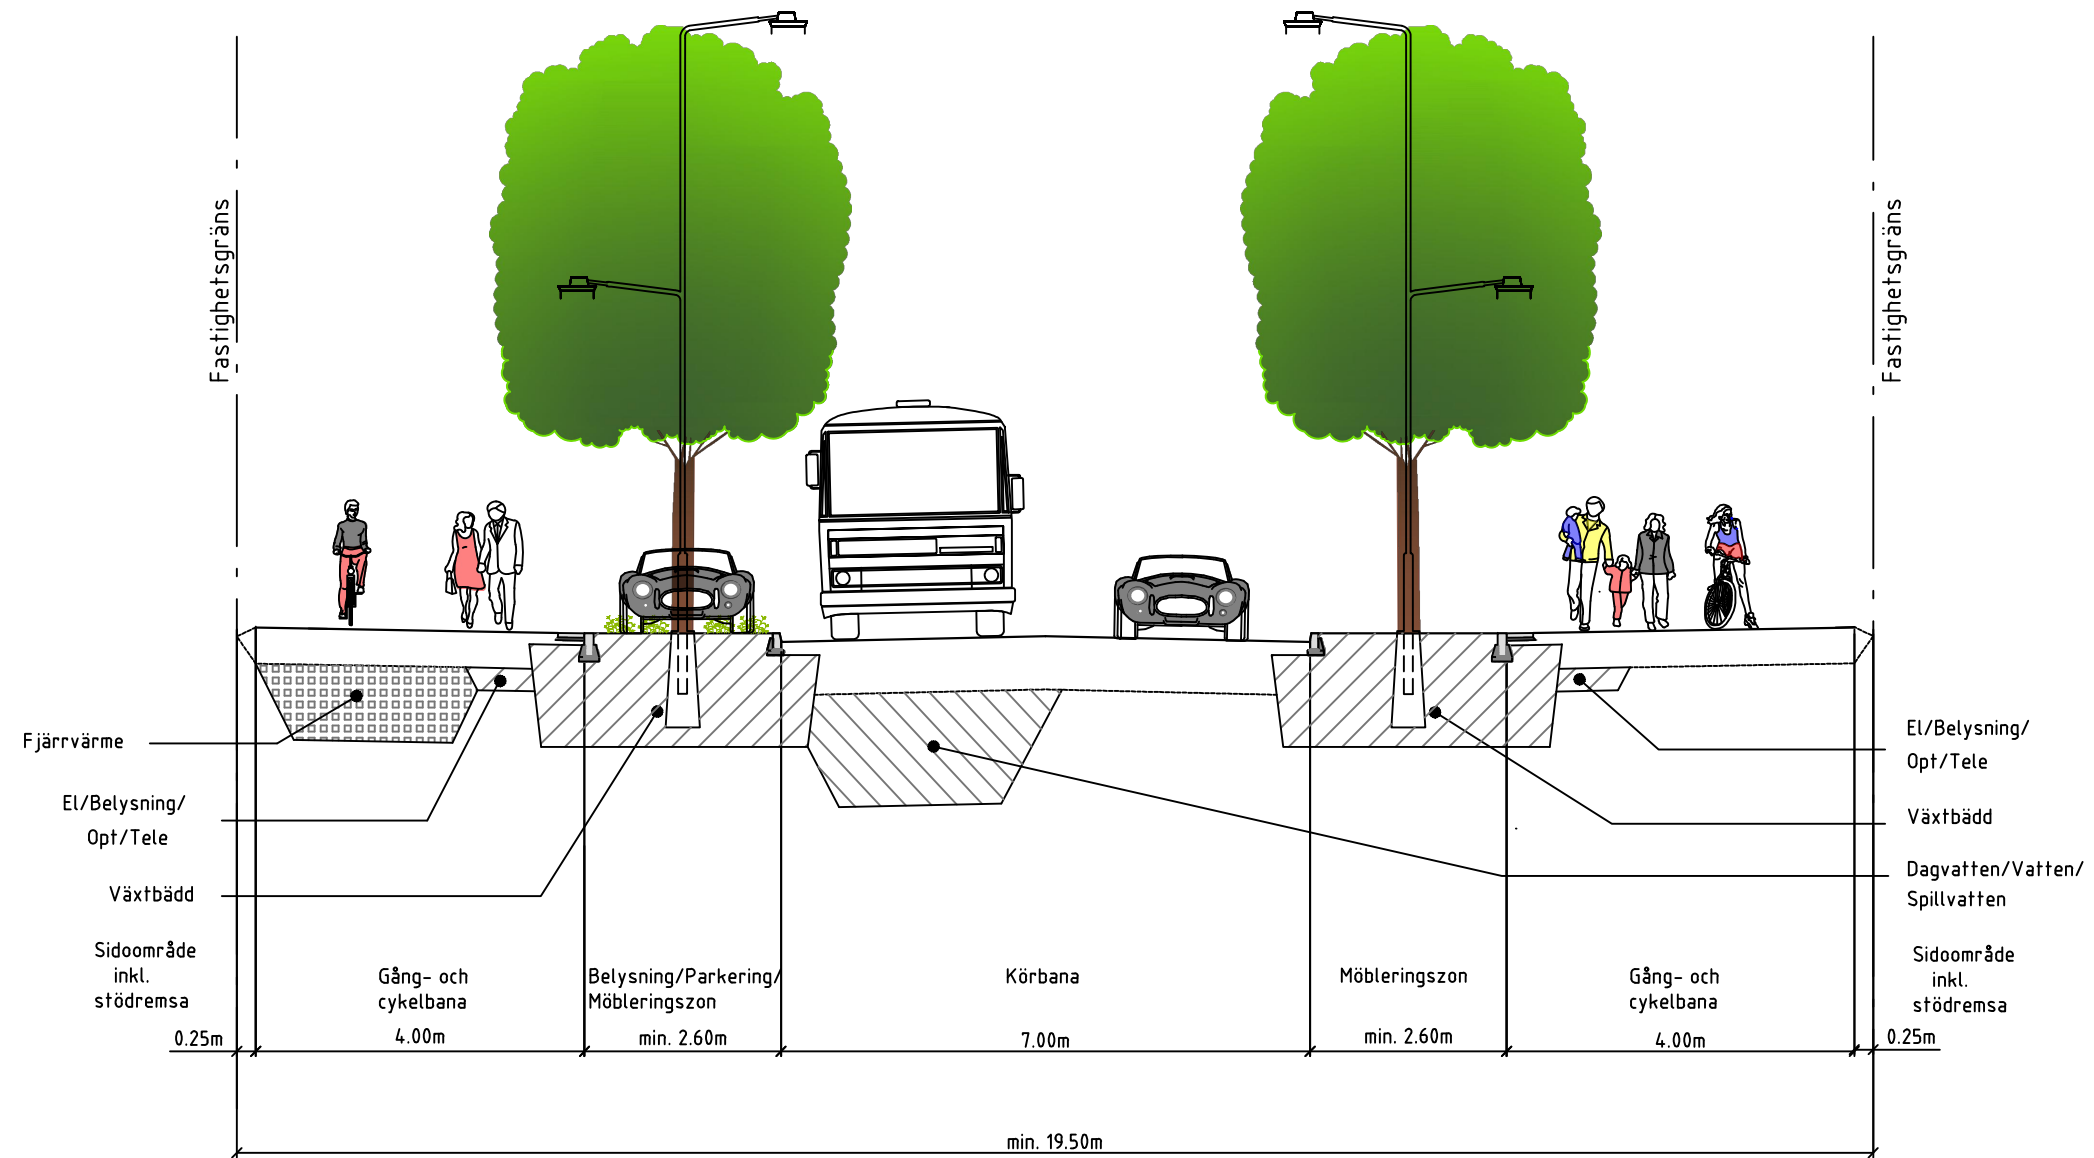 Fastighetsgräns
Fastighetsgräns
Fjärrvärme
El/Belysning/
Opt/Tele
Växtbädd
El/Belysning/
Opt/Tele
Växtbädd
Dagvatten/Vatten/
Spillvatten
Sidoområde
inkl.
stödremsa
0.25m
Gång- och
cykelbana
4.00m
Belysning/Parkering/
Möbleringszon
min. 2.60m
Körbana
7.00m
Möbleringszon
min. 2.60m
Gång- och
cykelbana
4.00m
Sidoområde
inkl.
stödremsa
0.25m
min. 19.50m